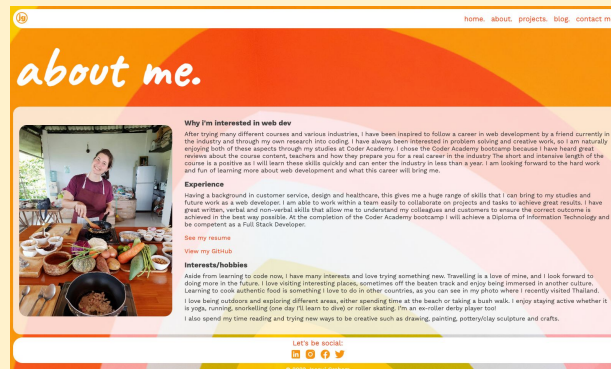 jg
home. about. projects. blog. contact m
about me.
Why i'm interested in web dev
After trying many different courses and various industries, I have been inspired to follow a career in web development by a friend currently in
the industry and through my own research into coding. I have always been interested in problem solving and creative work, so I am naturally
enjoying both of these aspects through my studies at Coder Academy. I chose the Coder Academy bootcamp because I have heard great
reviews about the course content, teachers and how they prepare you for a real career in the industry The short and intensive length of the
course is a positive as I will learn these skills quickly and can enter the industry in less than a year. I am looking forward to the hard work
and fun of learning more about web development and what this career will bring me.
Experience
Having a background in customer service, design and healthcare, this gives me a huge range of skills that I can bring to my studies and
future work as a web developer. I am able to work within a team easily to collaborate on projects and tasks to achieve great results. I have
great written, verbal and non-verbal skills that allow me to understand my colleagues and customers to ensure the correct outcome is
achieved in the best way possible. At the completion of the Coder Academy bootcamp I will achieve a Diploma of Information Technology and
be competent as a Full Stack Developer.
See my resume
View my GitHub
Interests/hobbies
Aside from learning to code now, I have many interests and love trying something new. Travelling is a love of mine, and I look forward to
doing more in the future. I love visiting interesting places, sometimes off the beaten track and enjoy being immersed in another culture.
Learning to cook authentic food is something I love to do in other countries, as you can see in my photo where I recently visited Thailand.
I love being outdoors and exploring different areas, either spending time at the beach or taking a bush walk. I enjoy staying active whether it
is yoga, running, snorkelling (one day I'll learn to dive) or roller skating. I'm an ex-roller derby player too!
I also spend my time reading and trying new ways to be creative such as drawing, painting, pottery/clay sculpture and crafts.
Let's be social: